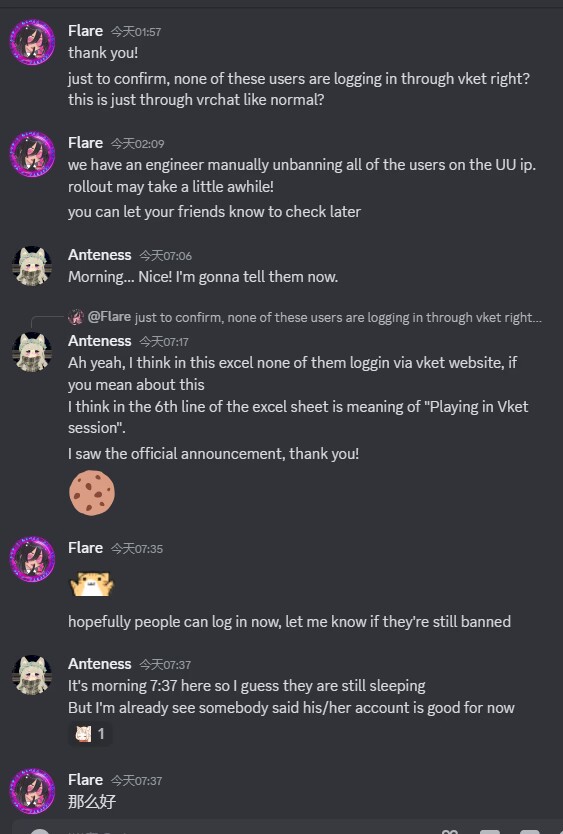 Flare 今天01:57
thank you!
just to confirm, none of these users are logging in through vket right?
this is just through vrchat like normal?
Flare 今天02:09
we have an engineer manually unbanning all of the users on the UU ip.
rollout may take a little awhile!
you can let your friends know to check later
Anteness 今天07:06
Morning... Nice! I'm gonna tell them now.
@Flare just to confirm, none of these users are logging in through vket right...
Anteness 今天07:17
Ah yeah, I think in this excel none of them loggin via vket website, if
you mean about this
I think in the 6th line of the excel sheet is meaning of "Playing in Vket
session".
I saw the official announcement, thank you!
Flare 今天07:35
hopefully people can log in now, let me know if they're still banned
Anteness 今天07:37
It's morning 7:37 here so I guess they are still sleeping
But I'm already see somebody said his/her account is good for now
1
Flare 今天07:37
那么好